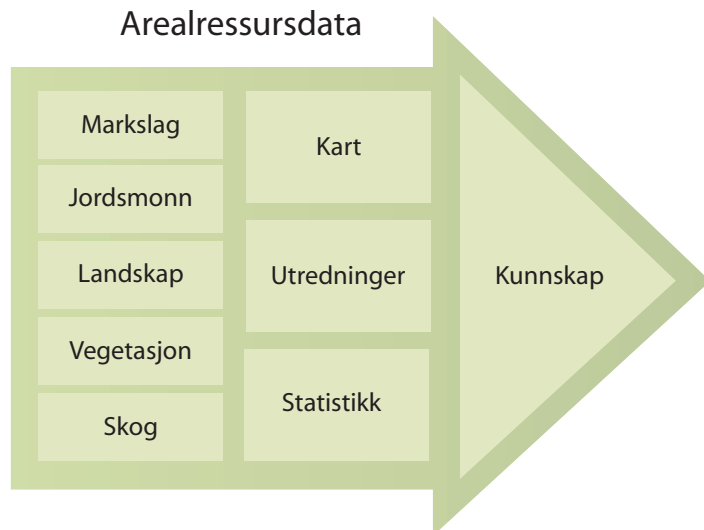 Arealressursdata
Markslag
Jordsmonn
Landskap
Vegetasjon
Skog
Kart
Utredninger
Statistikk
Kunnskap